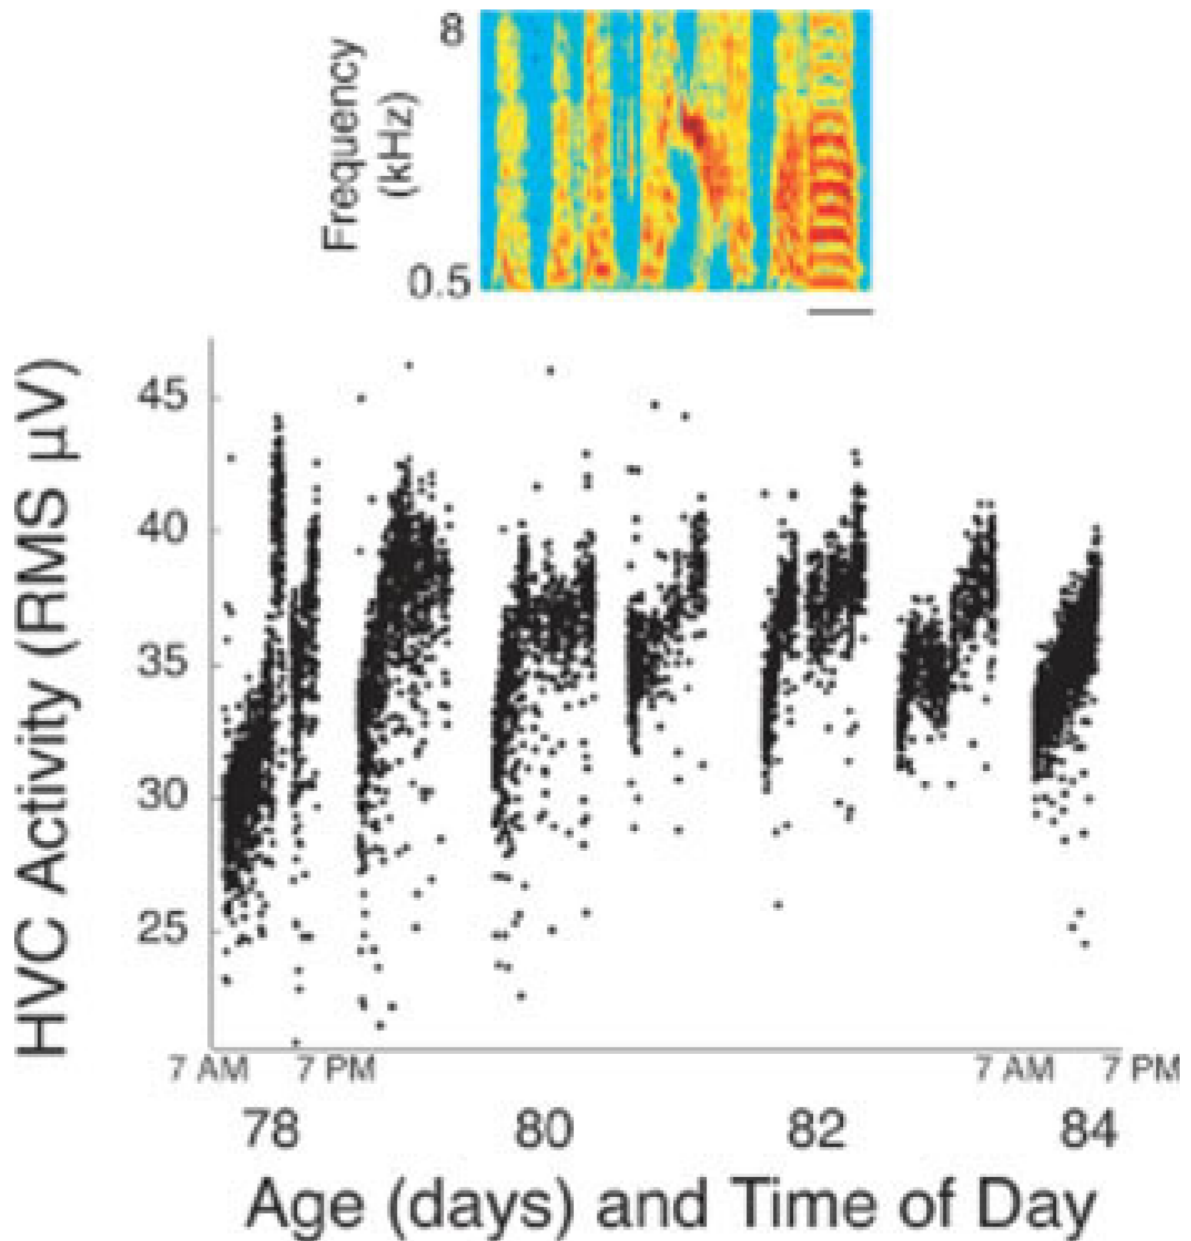 8
Frequency
(kHz)
0.5
HVC Activity (RMS µV)
45
40
35
30
25
7 AM 7 PM 7 AM 7 PM
78 80 82 84
Age (days) and Time of Day